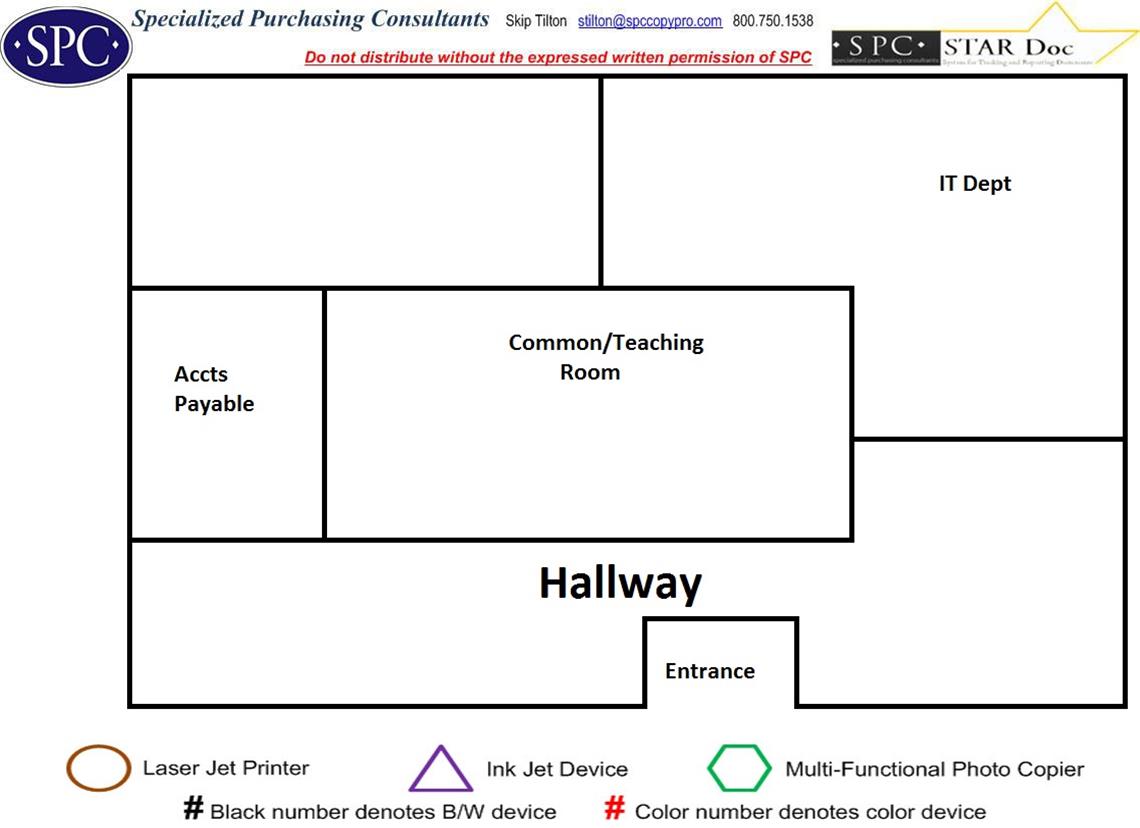 ·SPC·
Specialized Purchasing Consultants Skip Tilton stilton@spccopypro.com 800.750.1538
Do not distribute without the expressed written permission of SPC
·SPC· STAR Doc
specialized purchasing consultants System for Tracking and Reporting Documents
IT Dept
Common/Teaching
Room
Accts
Payable
Hallway
Entrance
Laser Jet Printer Ink Jet Device Multi-Functional Photo Copier
# Black number denotes B/W device # Color number denotes color device